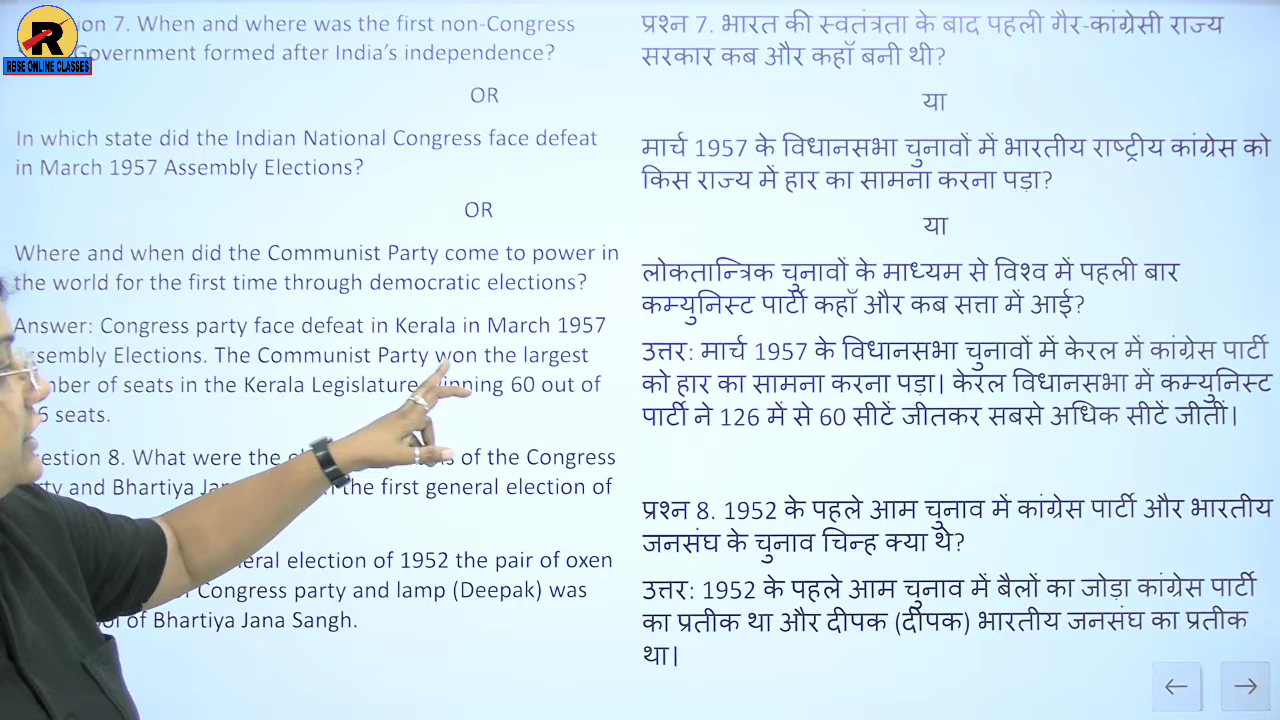 R
RBSE ONLINE CLASSES
ion 7. When and where was the first non-Congress
Government formed after India's independence?
OR
In which state did the Indian National Congress face defeat
in March 1957 Assembly Elections?
OR
Where and when did the Communist Party come to power in
the world for the first time through democratic elections?
Answer: Congress party face defeat in Kerala in March 1957
Assembly Elections. The Communist Party won the largest
mber of seats in the Kerala Legislature, winning 60 out of
6 seats.
estion 8. What were the of the Congress
ty and Bhartiya the first general election of
eral election of 1952 the pair of oxen
Congress party and lamp (Deepak) was
of Bhartiya Jana Sangh.
प्रश्न 7. भारत की स्वतंत्रता के बाद पहली गैर-कांग्रेसी राज्य
सरकार कब और कहाँ बनी थी?
या
मार्च 1957 के विधानसभा चुनावों में भारतीय राष्ट्रीय कांग्रेस को
किस राज्य में हार का सामना करना पड़ा?
या
लोकतान्त्रिक चुनावों के माध्यम से विश्व में पहली बार
कम्युनिस्ट पार्टी कहाँ और कब सत्ता में आई?
उत्तर: मार्च 1957 के विधानसभा चुनावों में केरल में कांग्रेस पार्टी
को हार का सामना करना पड़ा। केरल विधानसभा में कम्युनिस्ट
पार्टी ने 126 में से 60 सीटें जीतकर सबसे अधिक सीटें जीतीं।
प्रश्न 8. 1952 के पहले आम चुनाव में कांग्रेस पार्टी और भारतीय
जनसंघ के चुनाव चिन्ह क्या थे?
उत्तर: 1952 के पहले आम चुनाव में बैलों का जोड़ा कांग्रेस पार्टी
का प्रतीक था और दीपक (दीपक) भारतीय जनसंघ का प्रतीक
था।